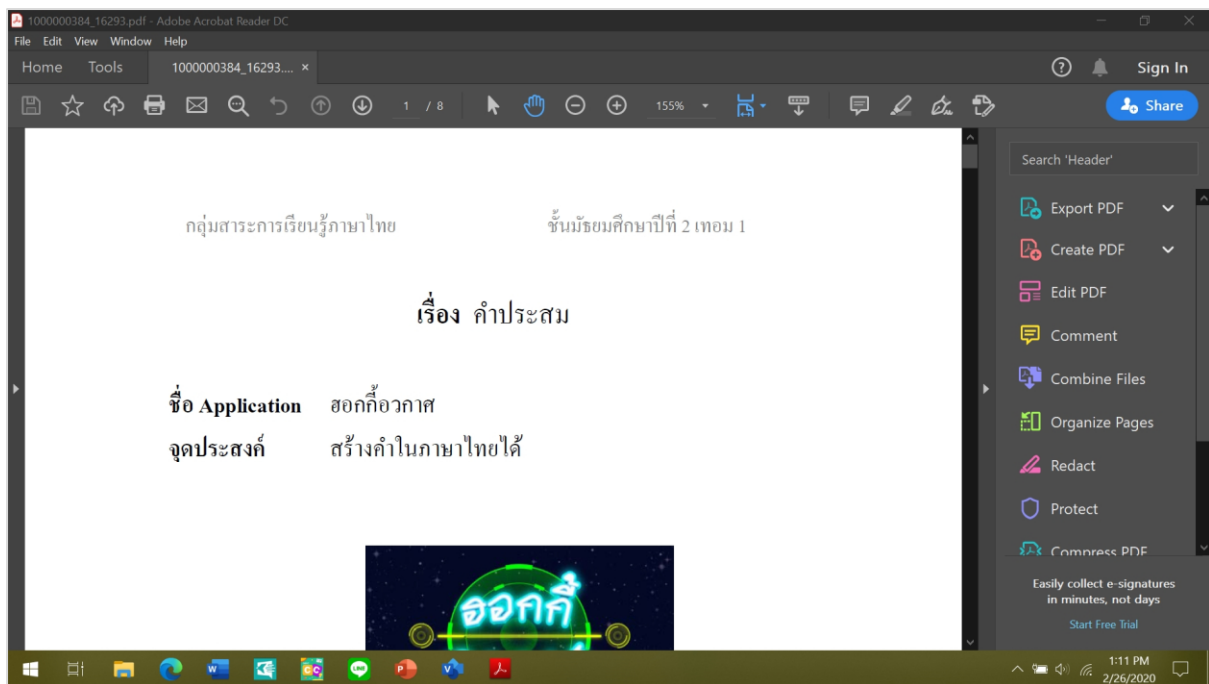 1000000384_16293.pdf - Adobe Acrobat Reader DC
File Edit View Window Help
Home Tools 1000000384_16293.... × Sign In
1 / 8 155% Share
Search 'Header'
กลุ่มสาระการเรียนรู้ภาษาไทย ชั้นมัธยมศึกษาปีที่ 2 เทอม 1
เรื่อง คำประสม
ชื่อ Application ฮอกกี้อวกาศ
จุดประสงค์ สร้างคำในภาษาไทยได้
ฮอกกี้
Export PDF
Create PDF
Edit PDF
Comment
Combine Files
Organize Pages
Redact
Protect
Compress PDF
Easily collect e-signatures
in minutes, not days
Start Free Trial
1:11 PM
2/26/2020